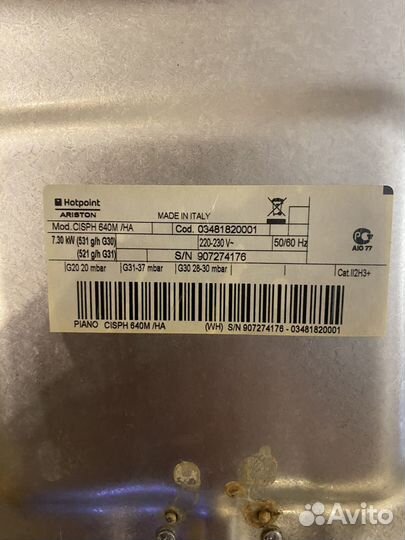 Hotpoint
ARISTON
MADE IN ITALY
Mod. CISPH 640M /HA
Cod. 03481820001
7.30 kW (531 g/h G30)
220-230 V~
50/60 Hz
(521 g/h G31)
S/N 907274176
G20 20 mbar
G31-37 mbar
G30 28-30 mbar
Cat.II2H3+
АЮ 77
PIANO CISPH 640M /HA (WH) S/N 907274176 - 03481820001
Avito